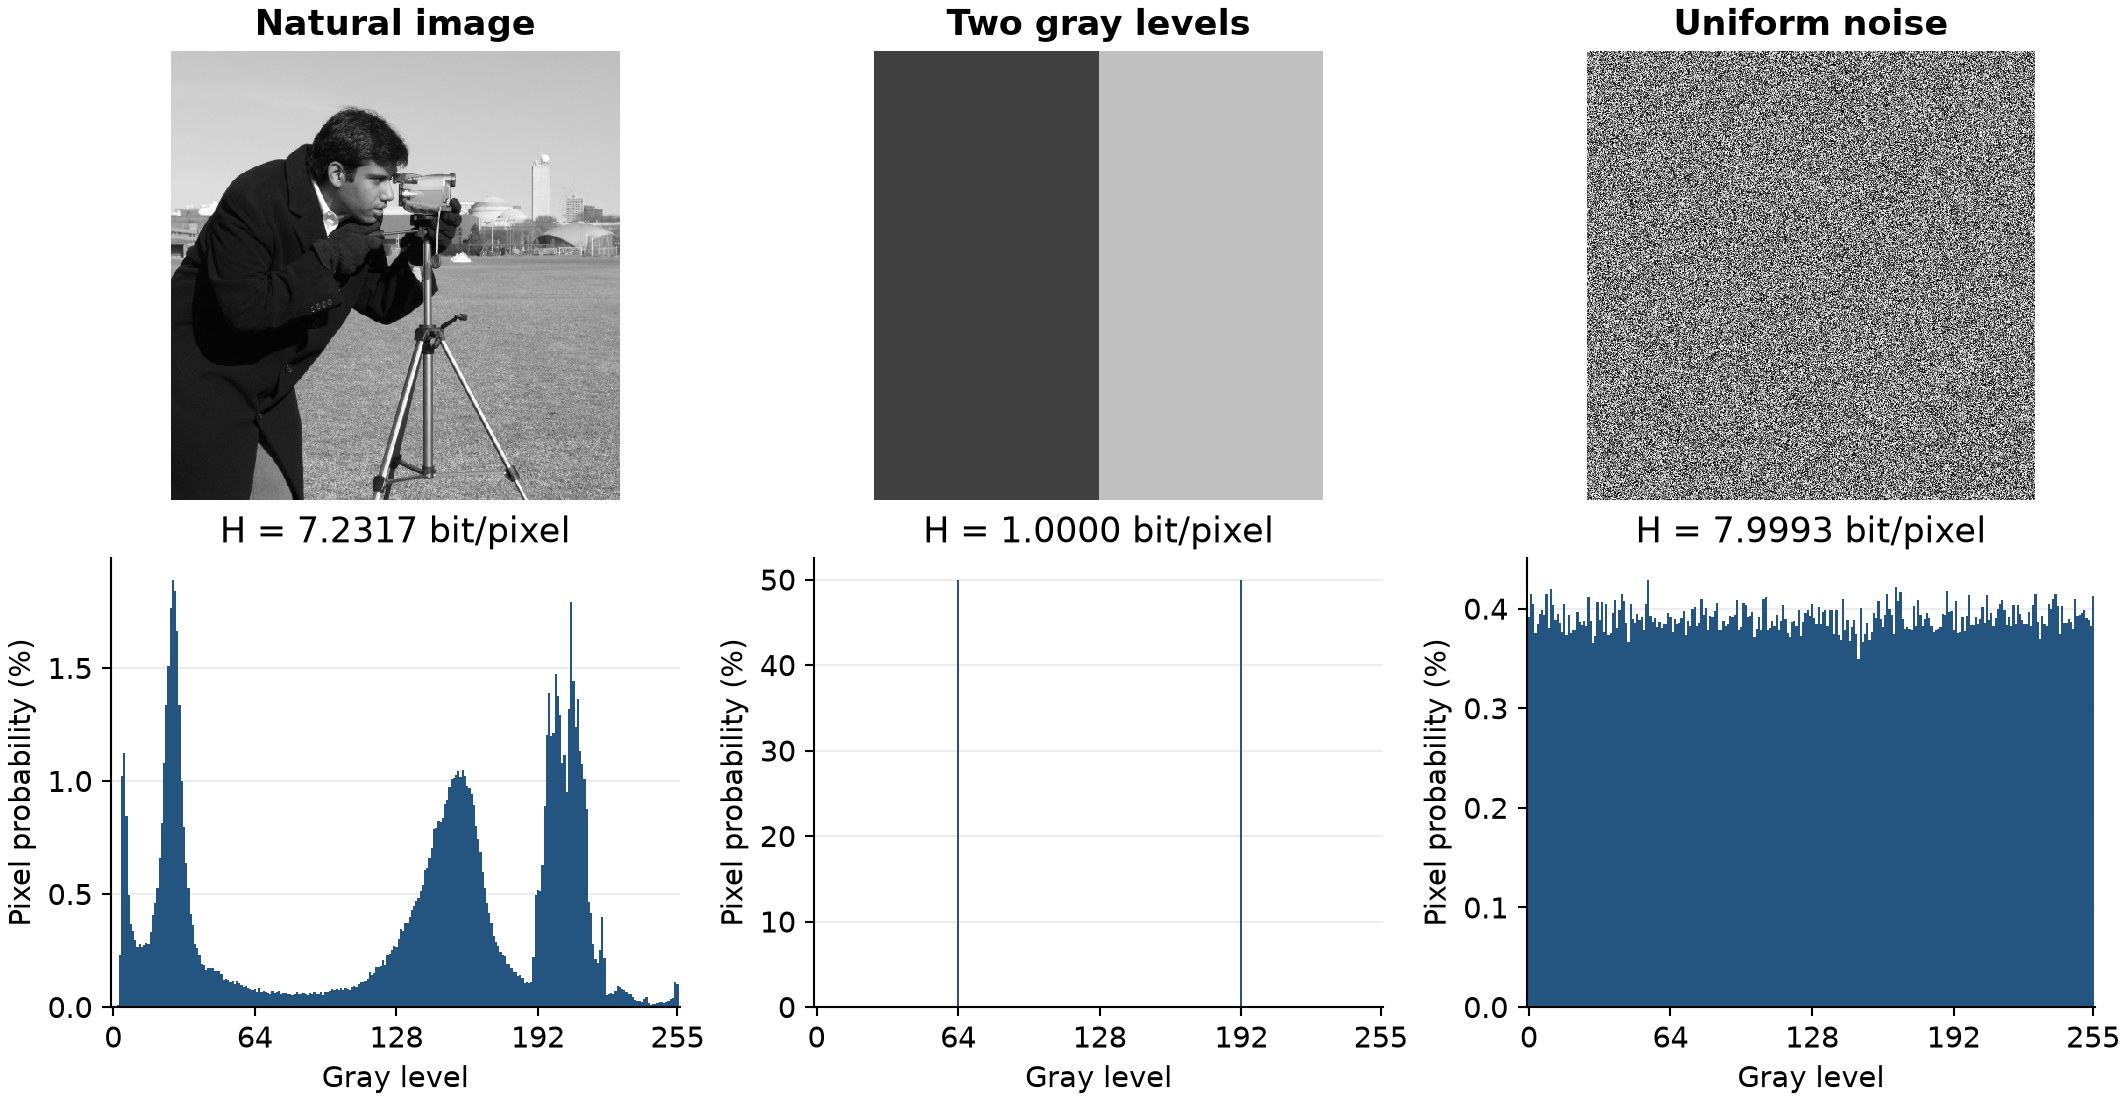 Natural image
Two gray levels
Uniform noise
H = 7.2317 bit/pixel
H = 1.0000 bit/pixel
H = 7.9993 bit/pixel
Pixel probability (%)
1.5
1.0
0.5
0.0
0 64 128 192 255
Gray level
Pixel probability (%)
50
40
30
20
10
0
0 64 128 192 255
Gray level
Pixel probability (%)
0.4
0.3
0.2
0.1
0.0
0 64 128 192 255
Gray level